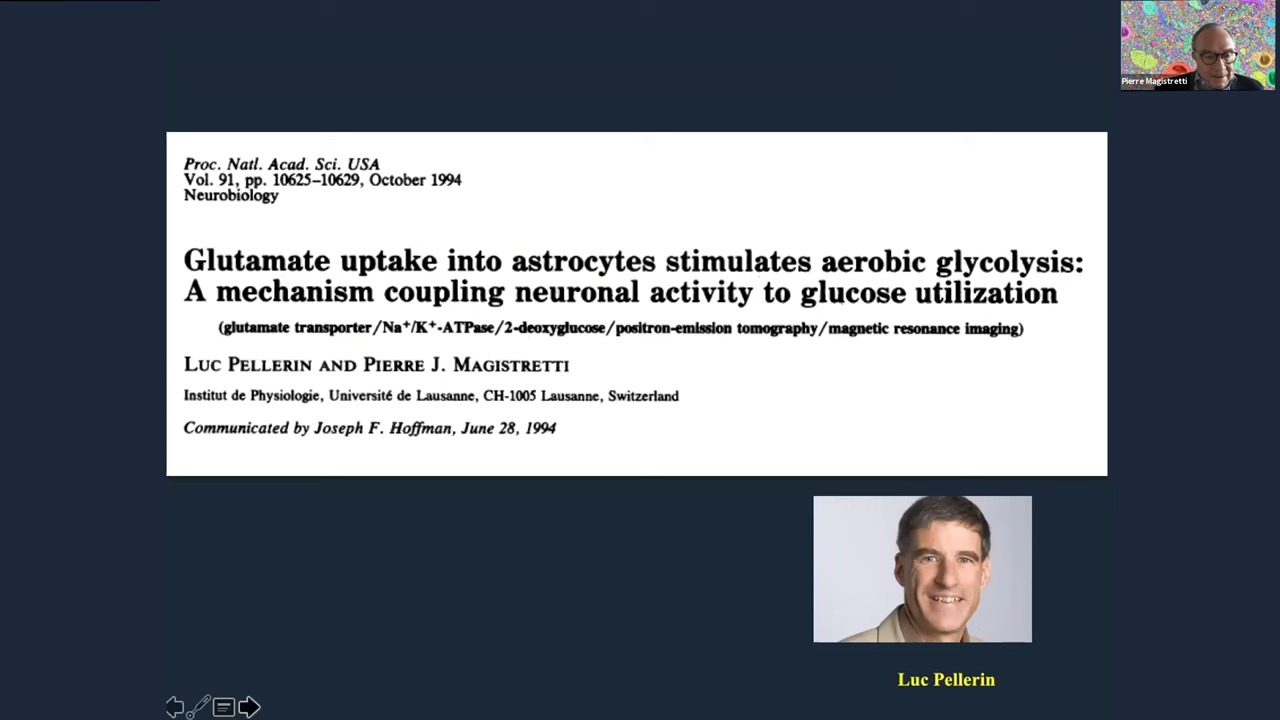 Pierre Magistretti
Proc. Natl. Acad. Sci. USA
Vol. 91, pp. 10625–10629, October 1994
Neurobiology
Glutamate uptake into astrocytes stimulates aerobic glycolysis:
A mechanism coupling neuronal activity to glucose utilization
(glutamate transporter/Na⁺/K⁺-ATPase/2-deoxyglucose/positron-emission tomography/magnetic resonance imaging)
LUC PELLERIN AND PIERRE J. MAGISTRETTI
Institut de Physiologie, Université de Lausanne, CH-1005 Lausanne, Switzerland
Communicated by Joseph F. Hoffman, June 28, 1994
Luc Pellerin